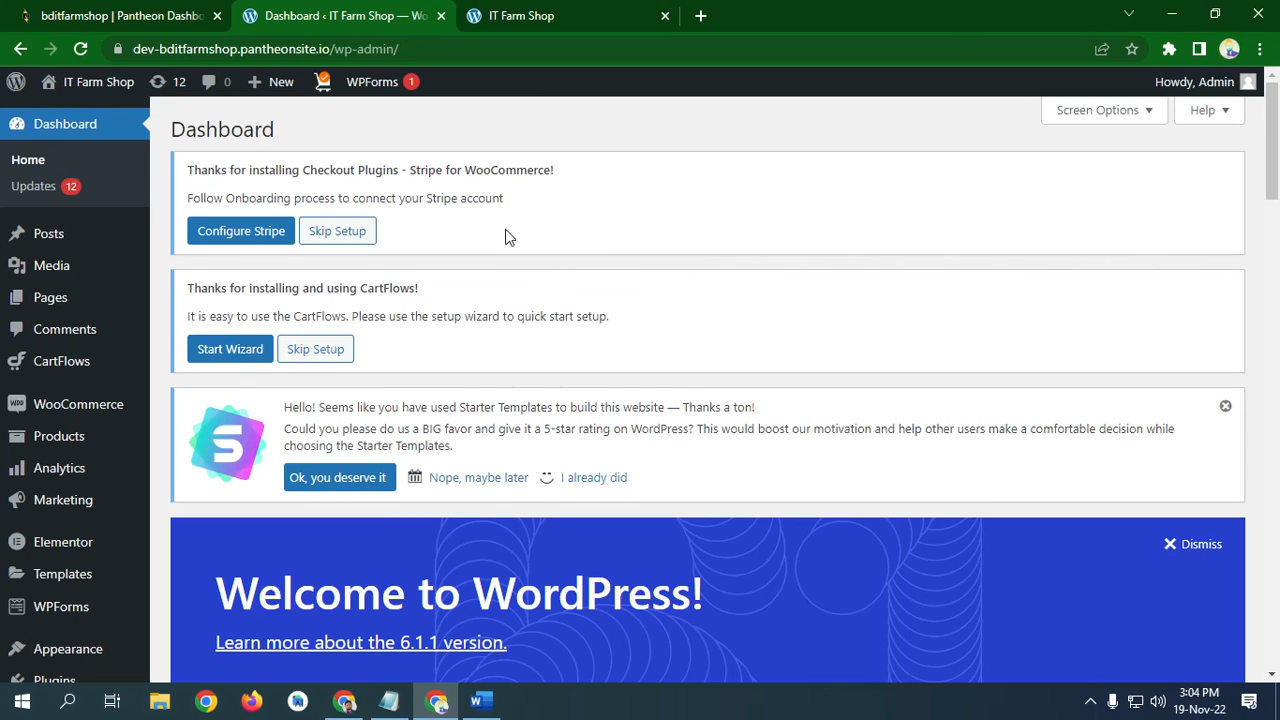 bditfarmshop | Pantheon Dashbo
Dashboard ‹ IT Farm Shop — Wo
IT Farm Shop
dev-bditfarmshop.pantheonsite.io/wp-admin/
IT Farm Shop 12 0 New WPForms 1 Howdy, Admin
Screen Options Help
Dashboard
Home
Updates 12
Posts
Media
Pages
Comments
CartFlows
WooCommerce
Products
Analytics
Marketing
Elementor
Templates
WPForms
Appearance
Plugins
Dashboard
Thanks for installing Checkout Plugins - Stripe for WooCommerce!
Follow Onboarding process to connect your Stripe account
Configure Stripe Skip Setup
Thanks for installing and using CartFlows!
It is easy to use the CartFlows. Please use the setup wizard to quick start setup.
Start Wizard Skip Setup
Hello! Seems like you have used Starter Templates to build this website — Thanks a ton!
Could you please do us a BIG favor and give it a 5-star rating on WordPress? This would boost our motivation and help other users make a comfortable decision while
choosing the Starter Templates.
Ok, you deserve it Nope, maybe later I already did
Dismiss
Welcome to WordPress!
Learn more about the 6.1.1 version.
3:04 PM
19-Nov-22